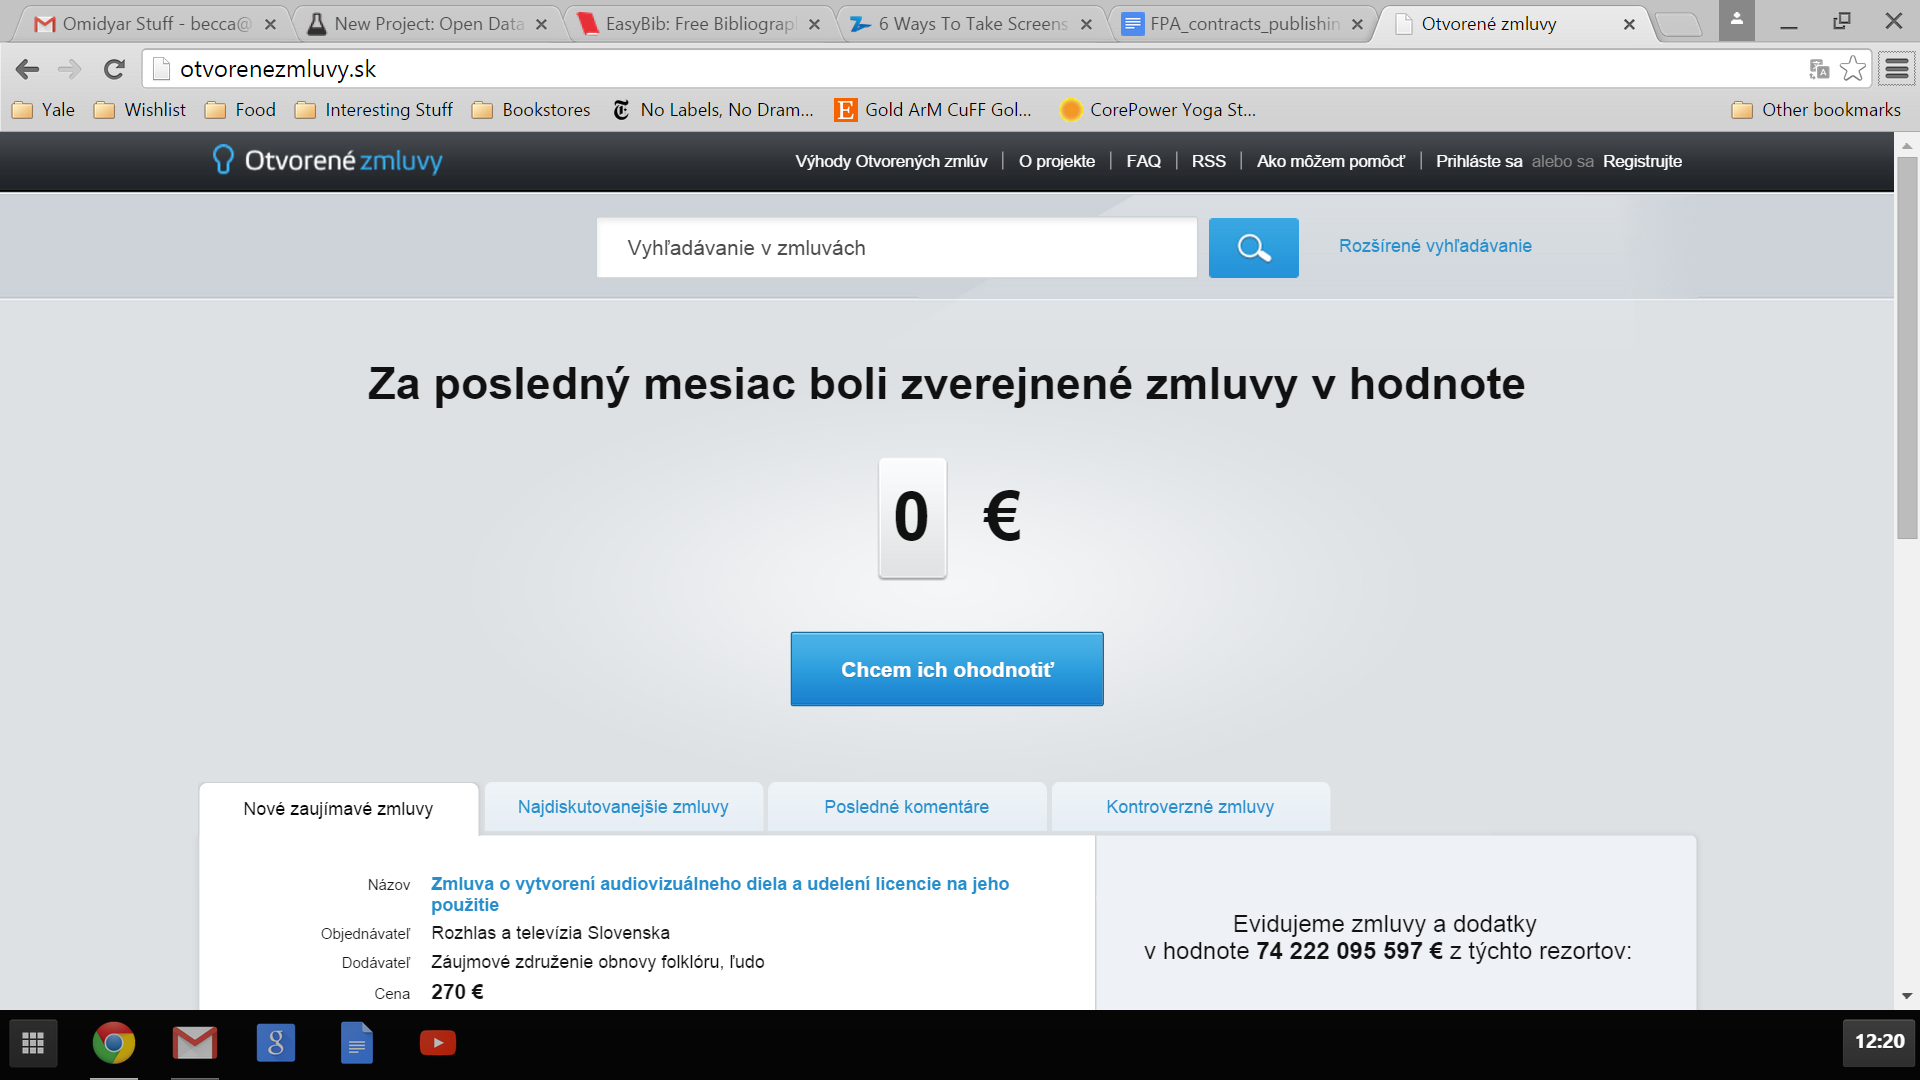 Omidyar Stuff - becca@
New Project: Open Data
EasyBib: Free Bibliograp
6 Ways To Take Screens
FPA_contracts_publishin
Otvorené zmluvy
otvorenezmluvy.sk
Yale
Wishlist
Food
Interesting Stuff
Bookstores
No Labels, No Dram...
Gold ArM CuFF Gol...
CorePower Yoga St...
Other bookmarks
Otvorené zmluvy
Výhody Otvorených zmlúv | O projekte | FAQ | RSS | Ako môžem pomôcť | Prihláste sa alebo sa Registrujte
Vyhľadávanie v zmluvách
Rozšírené vyhľadávanie
Za posledný mesiac boli zverejnené zmluvy v hodnote
0 €
Chcem ich ohodnotiť
Nové zaujímavé zmluvy
Najdiskutovanejšie zmluvy
Posledné komentáre
Kontroverzné zmluvy
Názov Zmluva o vytvorení audiovizuálneho diela a udelení licencie na jeho
použitie
Objednávateľ Rozhlas a televízia Slovenska
Dodávateľ Záujmové združenie obnovy folklóru, ľudo
Cena 270 €
Evidujeme zmluvy a dodatky
v hodnote 74 222 095 597 € z týchto rezortov:
12:20